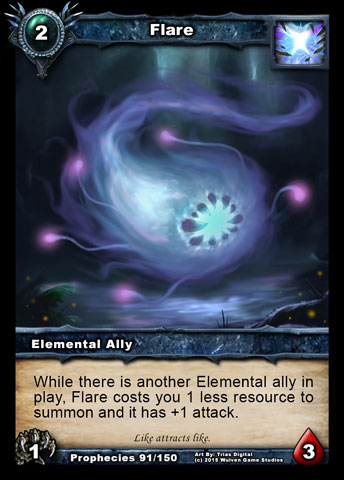 2
Flare
Elemental Ally
While there is another Elemental ally in
play, Flare costs you 1 less resource to
summon and it has +1 attack.
Like attracts like.
1
Prophecies 91/150
Art By: Trias Digital
(c) 2015 Wulven Game Studios
3